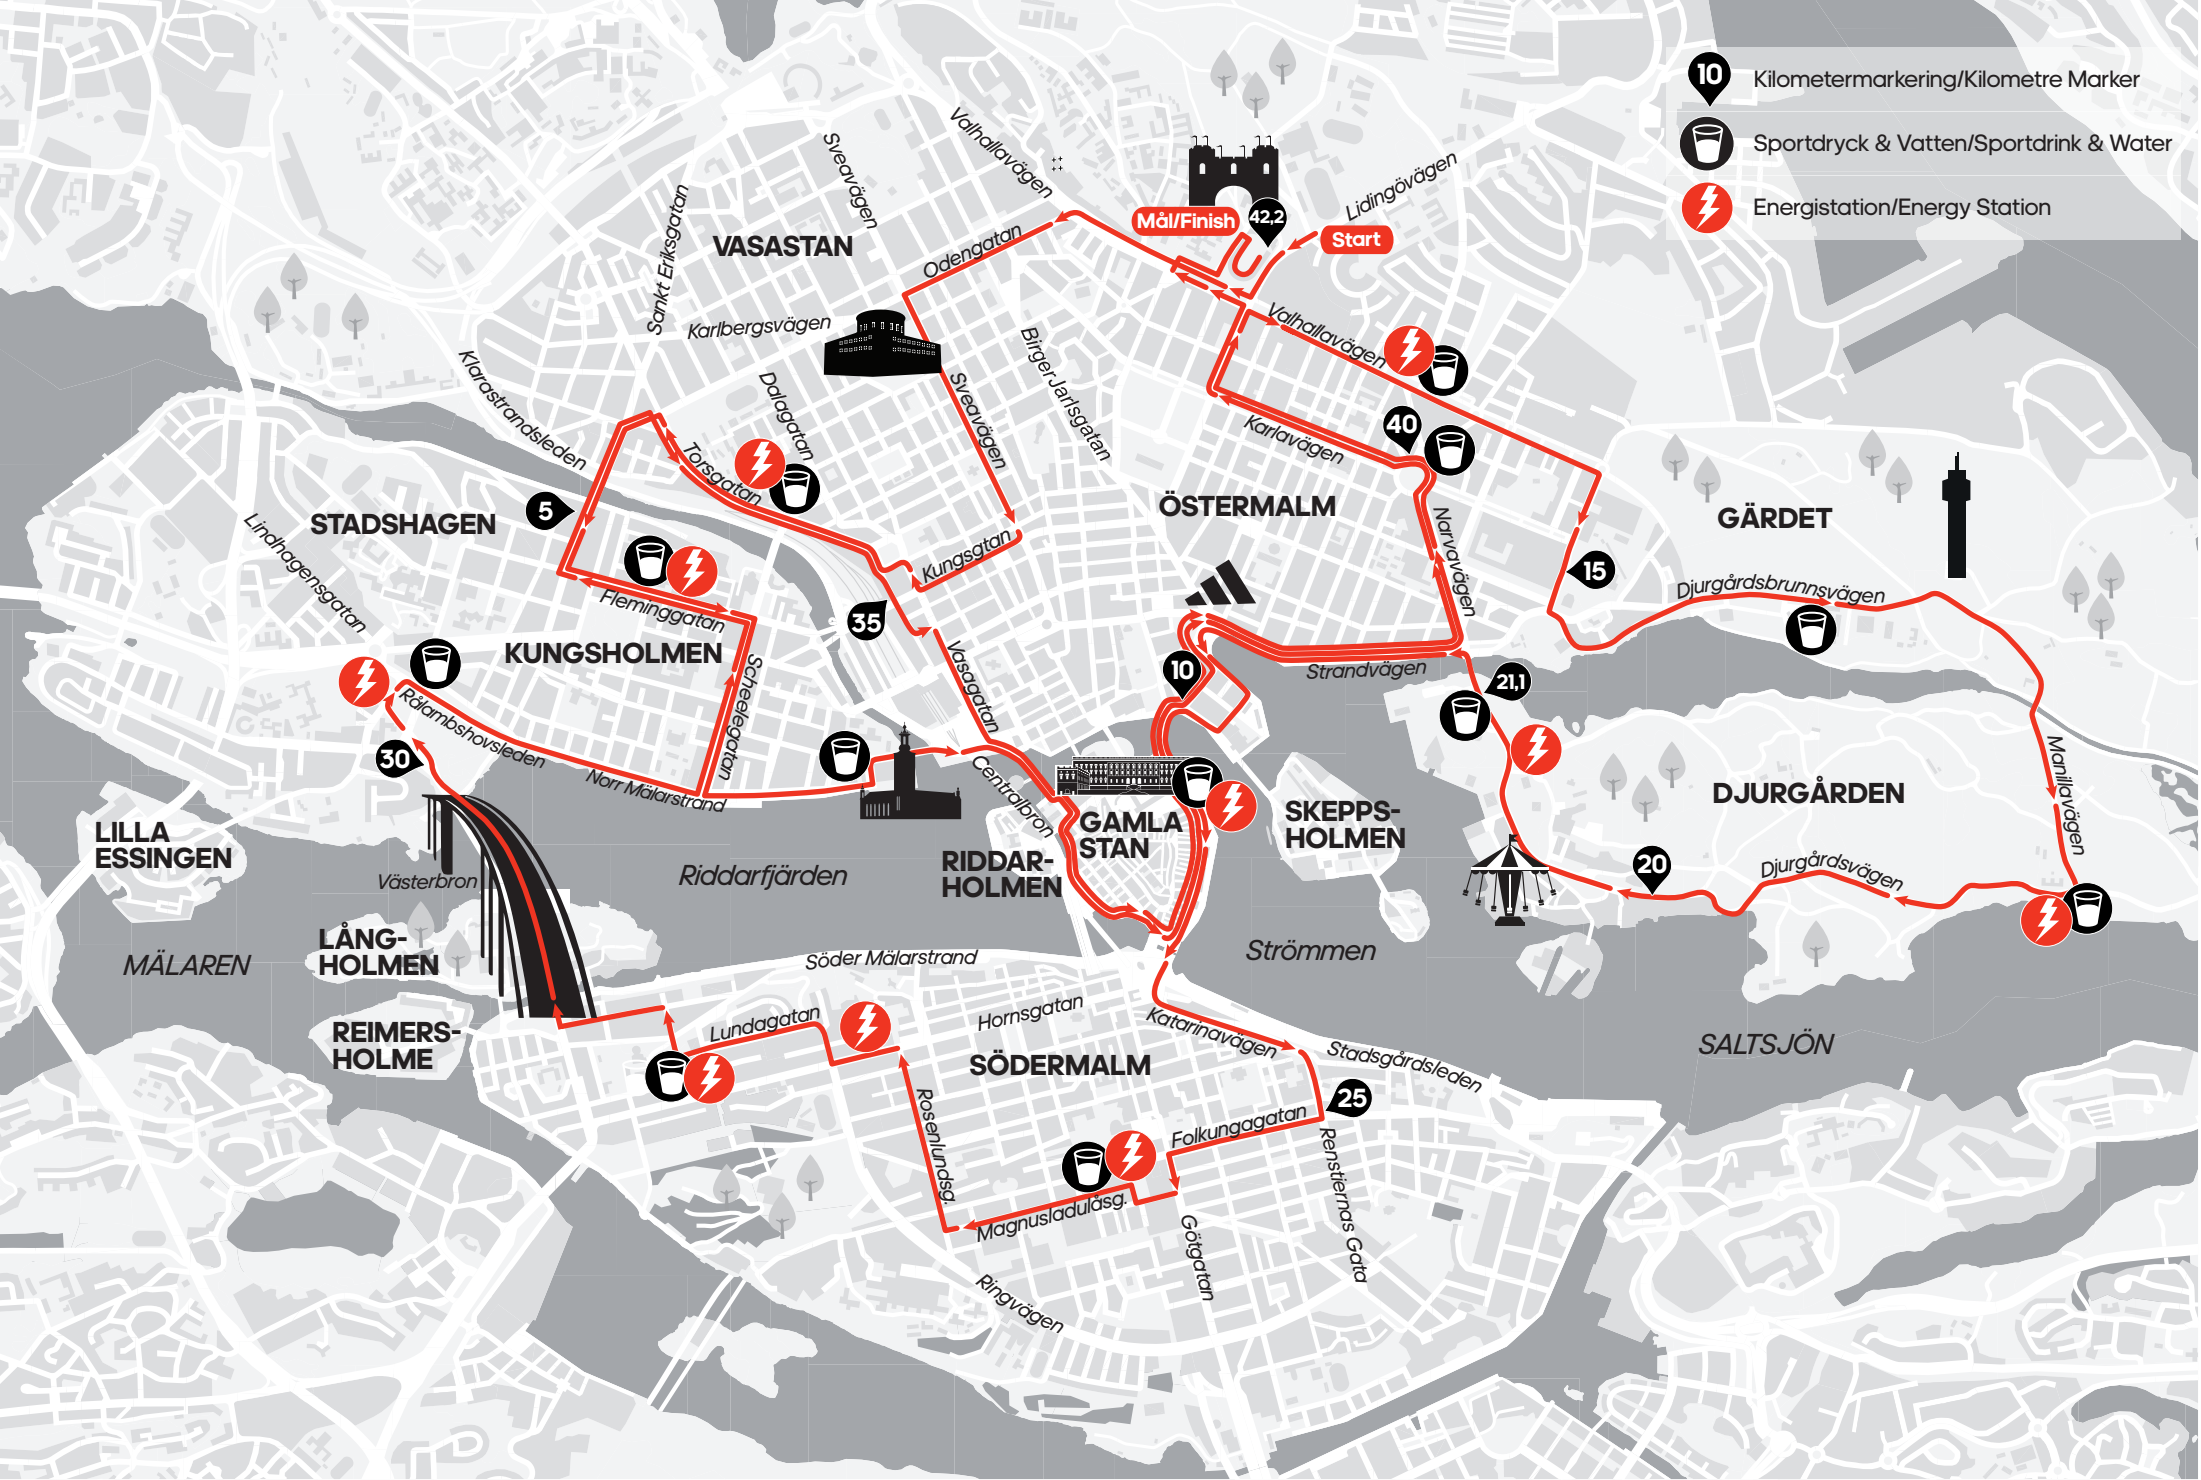 10 Kilometermarkering/Kilometre Marker
Sportdryck & Vatten/Sportdrink & Water
Energistation/Energy Station
Valhallavägen
Sveavägen
Lidingövägen
Mål/Finish
42,2
Start
Sankt Eriksgatan
VASASTAN
Odengatan
Karlbergsvägen
Valhallavägen
Birger Jarlsgatan
Klarastrandsleden
Dalagatan
Sveavägen
Karlavägen
40
Torsgatan
5
STADSHAGEN
Lindhagensgatan
ÖSTERMALM
GÄRDET
Narvavägen
Kungsgtan
15
Djurgårdsbrunnsvägen
Fleminggatan
35
KUNGSHOLMEN
Vasagatan
Scheelegatan
10
Strandvägen
21,1
Rålambshovsleden
30
Norr Mälarstrand
Centralbron
Manillavägen
DJURGÅRDEN
SKEPPS-
HOLMEN
GAMLA
STAN
LILLA
ESSINGEN
Västerbron
Riddarfjärden
RIDDAR-
HOLMEN
20
Djurgårdsvägen
LÅNG-
HOLMEN
MÄLAREN
Söder Mälarstrand
Strömmen
REIMERS-
HOLME
Lundagatan
Hornsgatan
Katarinavägen
Stadsgårdsleden
SALTSJÖN
SÖDERMALM
25
Rosenlundsg.
Folkungagatan
Renstiernas Gata
Magnusladulåsg.
Götgatan
Ringvägen